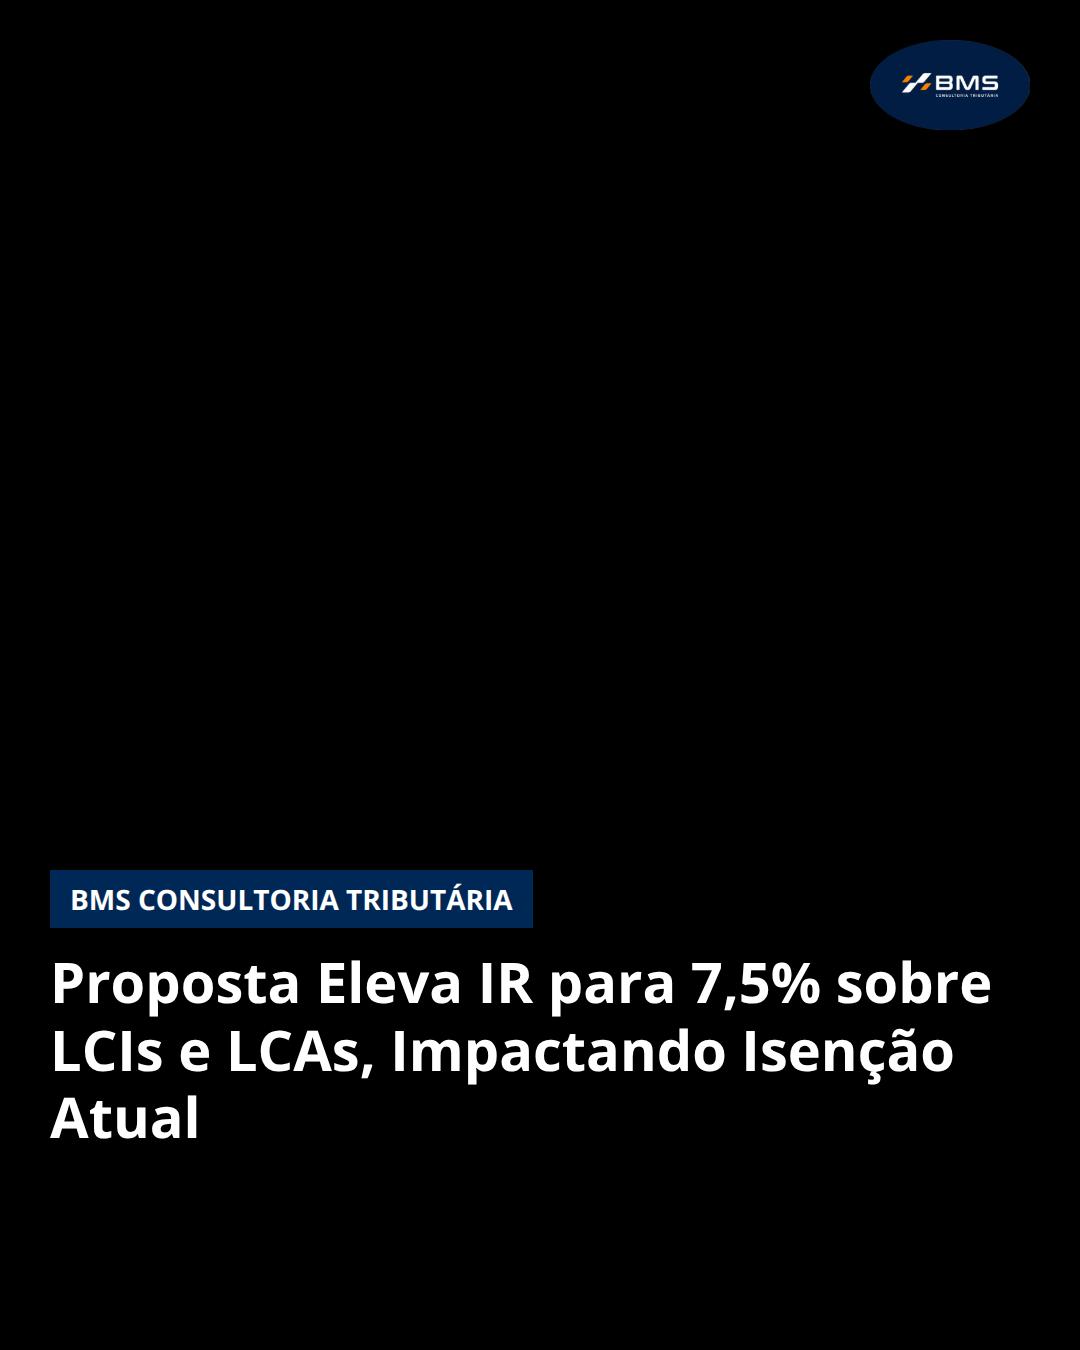 BMS
CONSULTORIA TRIBUTÁRIA
BMS CONSULTORIA TRIBUTÁRIA
Proposta Eleva IR para 7,5% sobre
LCIs e LCAs, Impactando Isenção
Atual